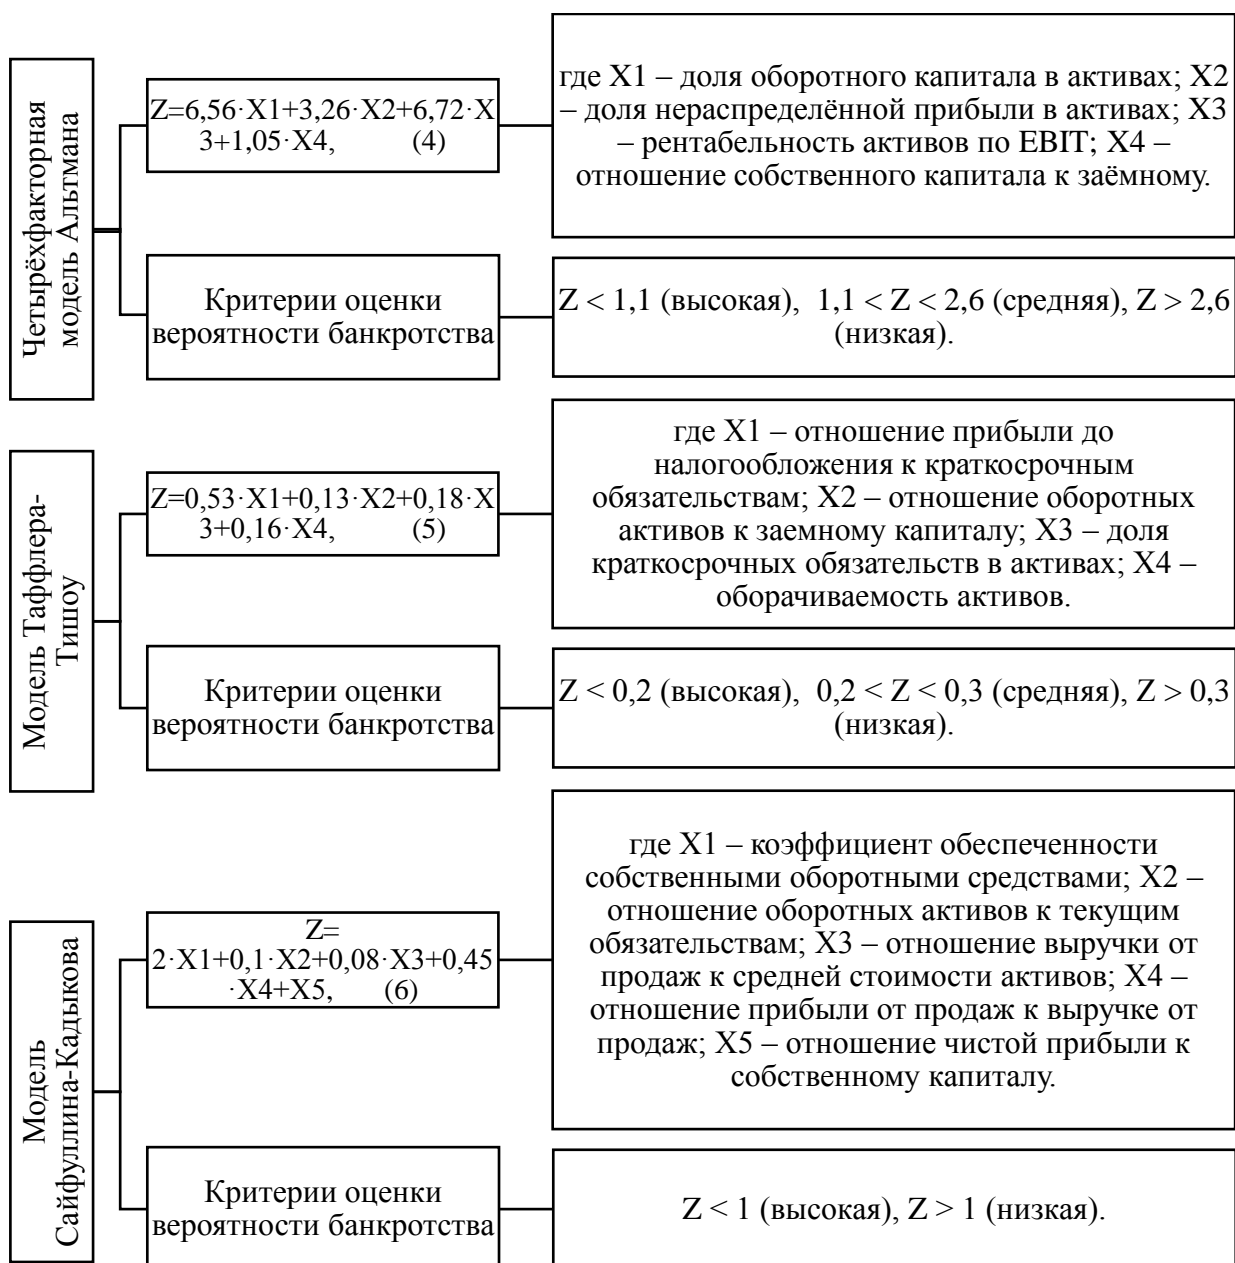 Четырёхфакторная
модель Альтмана
Z=6,56·X1+3,26·X2+6,72·X
3+1,05·X4, (4)
где X1 – доля оборотного капитала в активах; X2
– доля нераспределённой прибыли в активах; X3
– рентабельность активов по EBIT; X4 –
отношение собственного капитала к заёмному.
Критерии оценки
вероятности банкротства
Z < 1,1 (высокая), 1,1 < Z < 2,6 (средняя), Z > 2,6
(низкая).
Модель Таффлера-
Тишоу
Z=0,53·X1+0,13·X2+0,18·X
3+0,16·X4, (5)
где X1 – отношение прибыли до
налогообложения к краткосрочным
обязательствам; X2 – отношение оборотных
активов к заемному капиталу; X3 – доля
краткосрочных обязательств в активах; X4 –
оборачиваемость активов.
Критерии оценки
вероятности банкротства
Z < 0,2 (высокая), 0,2 < Z < 0,3 (средняя), Z > 0,3
(низкая).
Модель
Сайфуллина-Кадыкова
Z=
2·X1+0,1·X2+0,08·X3+0,45
·X4+X5, (6)
где X1 – коэффициент обеспеченности
собственными оборотными средствами; X2 –
отношение оборотных активов к текущим
обязательствам; X3 – отношение выручки от
продаж к средней стоимости активов; X4 –
отношение прибыли от продаж к выручке от
продаж; X5 – отношение чистой прибыли к
собственному капиталу.
Критерии оценки
вероятности банкротства
Z < 1 (высокая), Z > 1 (низкая).